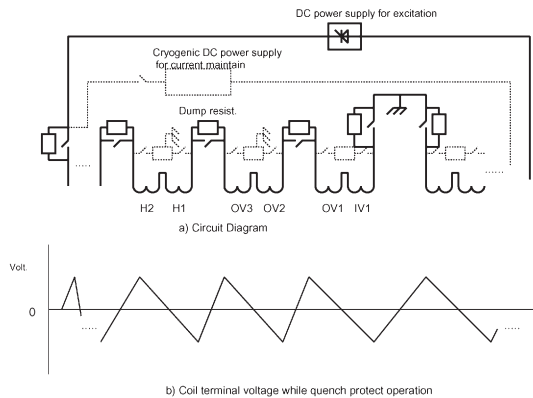 DC power supply for excitation
Cryogenic DC power supply
for current maintain
Dump resist.
H2 H1 OV3 OV2 OV1 IV1
a) Circuit Diagram
Volt.
0
b) Coil terminal voltage while quench protect operation